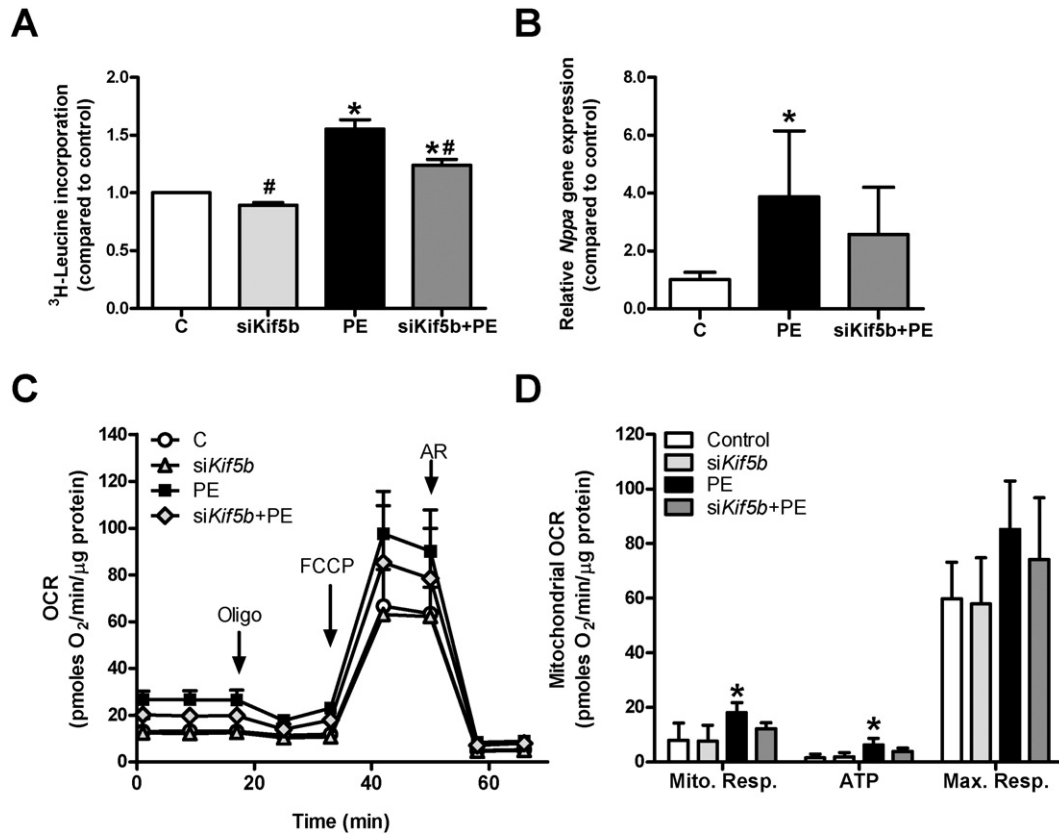 A
³H-Leucine incorporation
(compared to control)
2.0
1.5
1.0
0.5
0.0
#
*
*#
C
siKif5b
PE
siKif5b+PE
B
Relative Nppa gene expression
(compared to control)
8.0
6.0
4.0
2.0
0.0
*
C
PE
siKif5b+PE
C
OCR
(pmoles O₂/min/µg protein)
140
120
100
80
60
40
20
0
C
siKif5b
PE
siKif5b+PE
Oligo
FCCP
AR
0
20
40
60
Time (min)
D
Mitochondrial OCR
(pmoles O₂/min/µg protein)
120
100
80
60
40
20
0
Control
siKif5b
PE
siKif5b+PE
*
*
Mito. Resp.
ATP
Max. Resp.